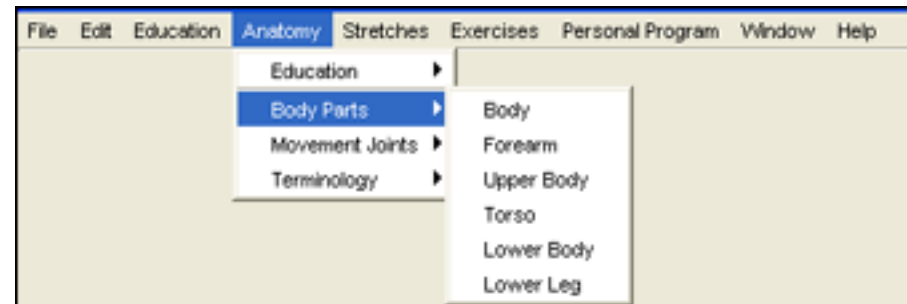 File Edit Education Anatomy Stretches Exercises Personal Program Window Help
Education
Body Parts
Movement Joints
Terminology
Body
Forearm
Upper Body
Torso
Lower Body
Lower Leg